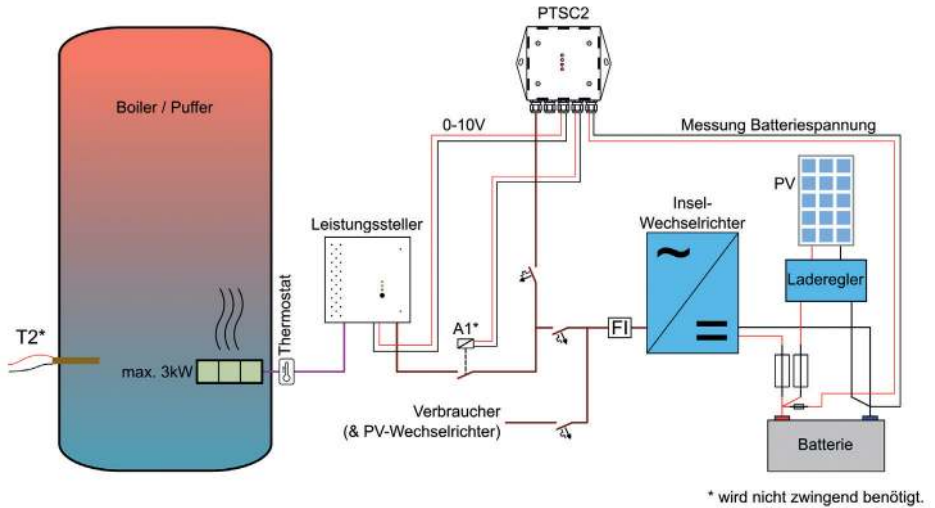 PTSC2
Boiler / Puffer
0-10V
Messung Batteriespannung
PV
Insel-
Wechselrichter
Leistungssteller
Laderegler
Thermostat
A1*
FI
T2*
max. 3kW
Verbraucher
(& PV-Wechselrichter)
Batterie
* wird nicht zwingend benötigt.